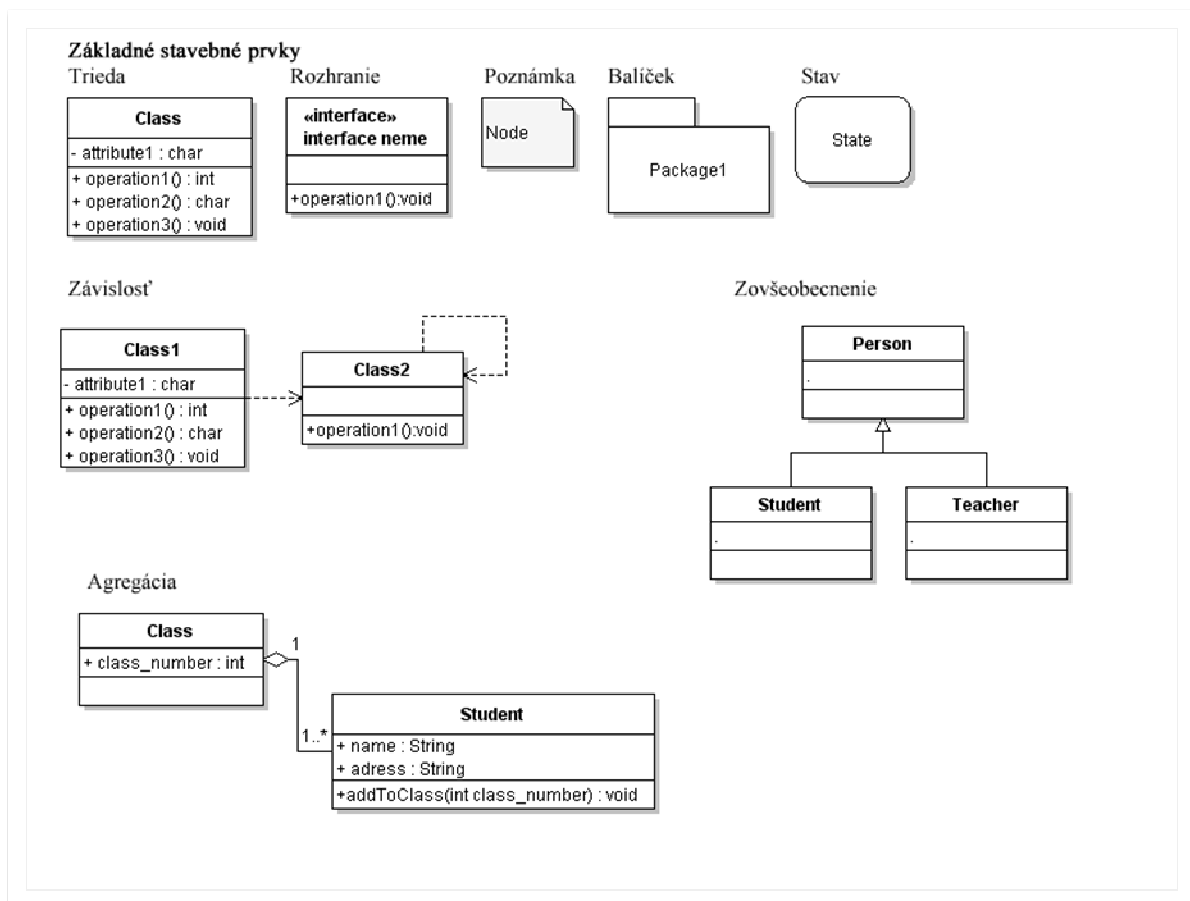 Základné stavebné prvky
Trieda
Rozhranie
Poznámka
Balíček
Stav
Class
- attribute1 : char
+ operation1() : int
+ operation2() : char
+ operation3() : void
«interface»
interface neme
+operation1():void
Node
Package1
State
Závislosť
Class1
- attribute1 : char
+ operation1() : int
+ operation2() : char
+ operation3() : void
Class2
+operation1():void
Zovšeobecnenie
Person
.
Student
.
Teacher
.
Agregácia
Class
+ class_number : int
1
1..*
Student
+ name : String
+ adress : String
+addToClass(int class_number) : void